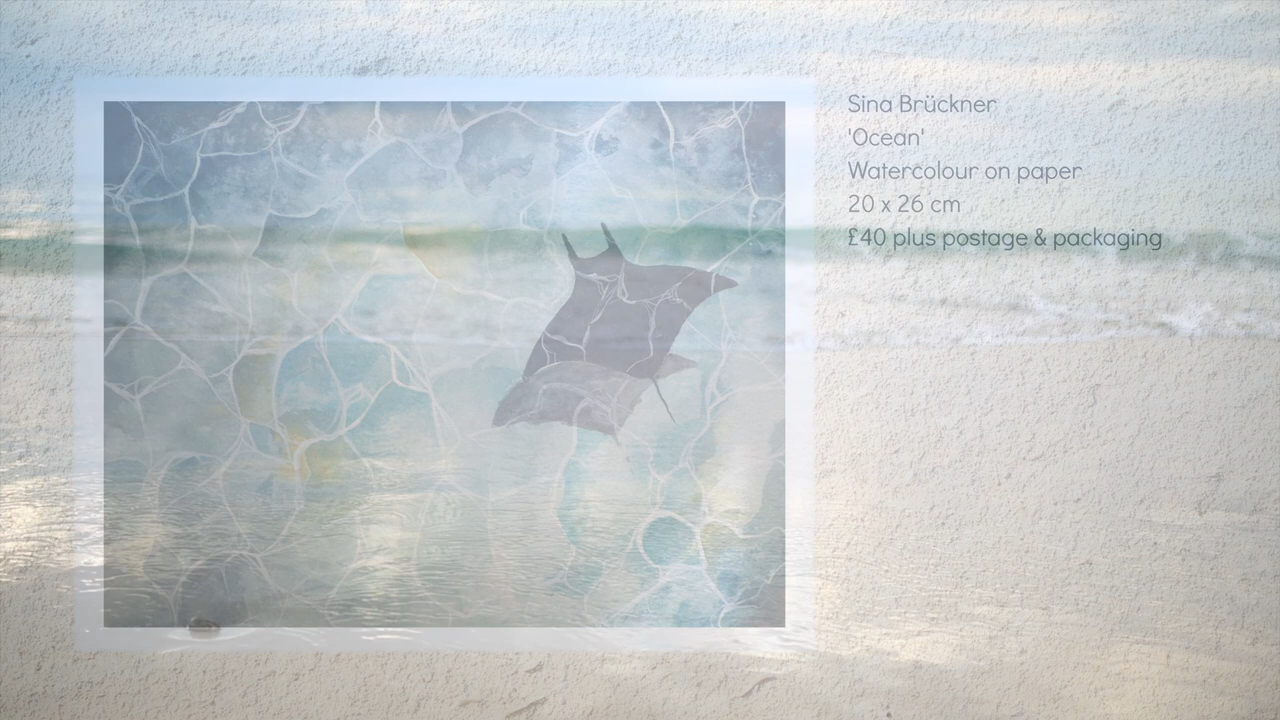 Sina Brückner
'Ocean'
Watercolour on paper
20 x 26 cm
£40 plus postage & packaging